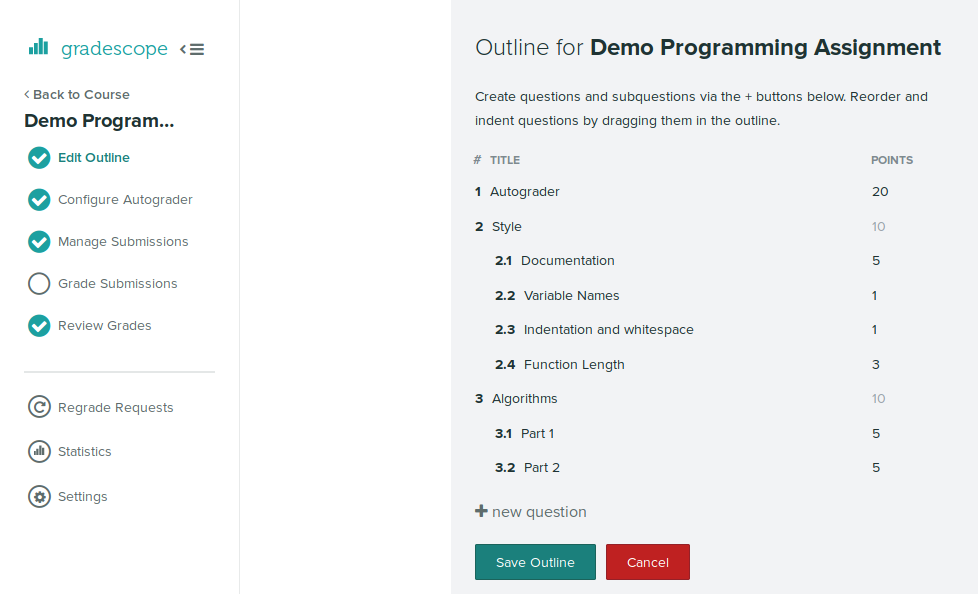 gradescope
Back to Course
Demo Program...
Edit Outline
Configure Autograder
Manage Submissions
Grade Submissions
Review Grades
Regrade Requests
Statistics
Settings
Outline for Demo Programming Assignment
Create questions and subquestions via the + buttons below. Reorder and
indent questions by dragging them in the outline.
# TITLE POINTS
1 Autograder 20
2 Style 10
2.1 Documentation 5
2.2 Variable Names 1
2.3 Indentation and whitespace 1
2.4 Function Length 3
3 Algorithms 10
3.1 Part 1 5
3.2 Part 2 5
+ new question
Save Outline Cancel